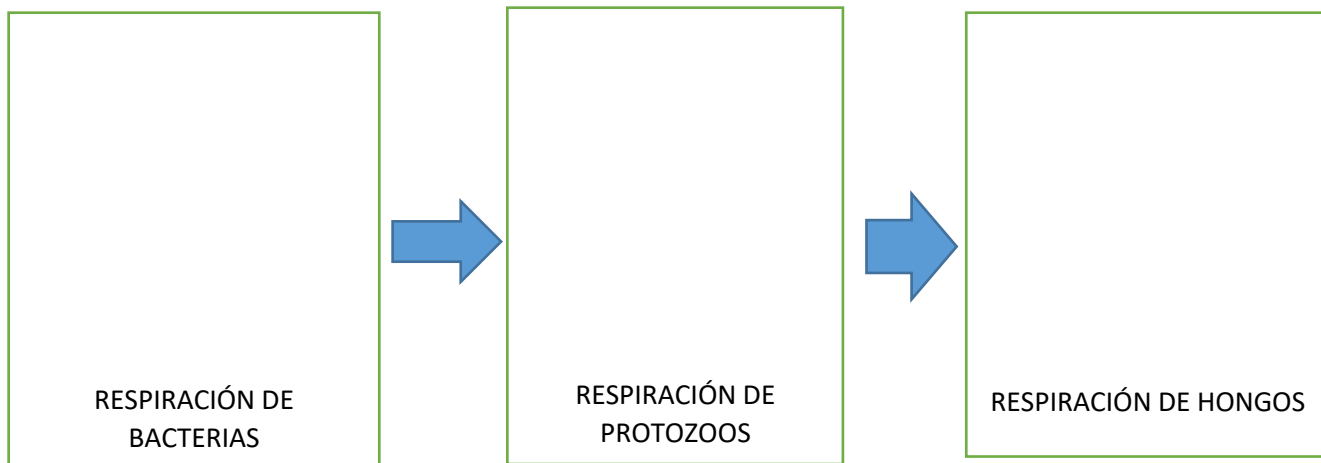 RESPIRACIÓN DE
BACTERIAS
RESPIRACIÓN DE
PROTOZOOS
RESPIRACIÓN DE HONGOS